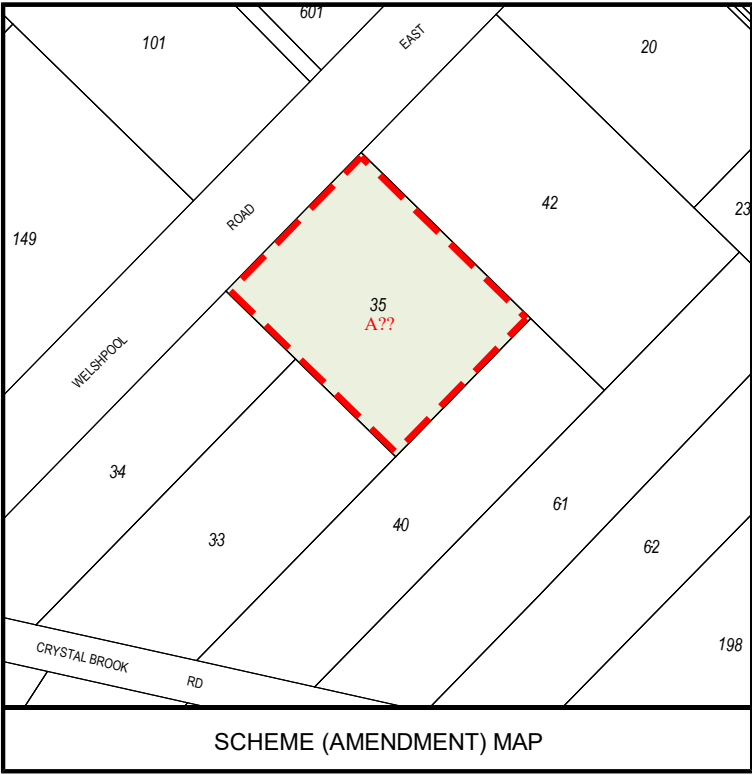 601
101
EAST
20
42
23
ROAD
149
35
A??
WELSHPOOL
34
33
40
61
62
198
CRYSTAL BROOK RD
SCHEME (AMENDMENT) MAP